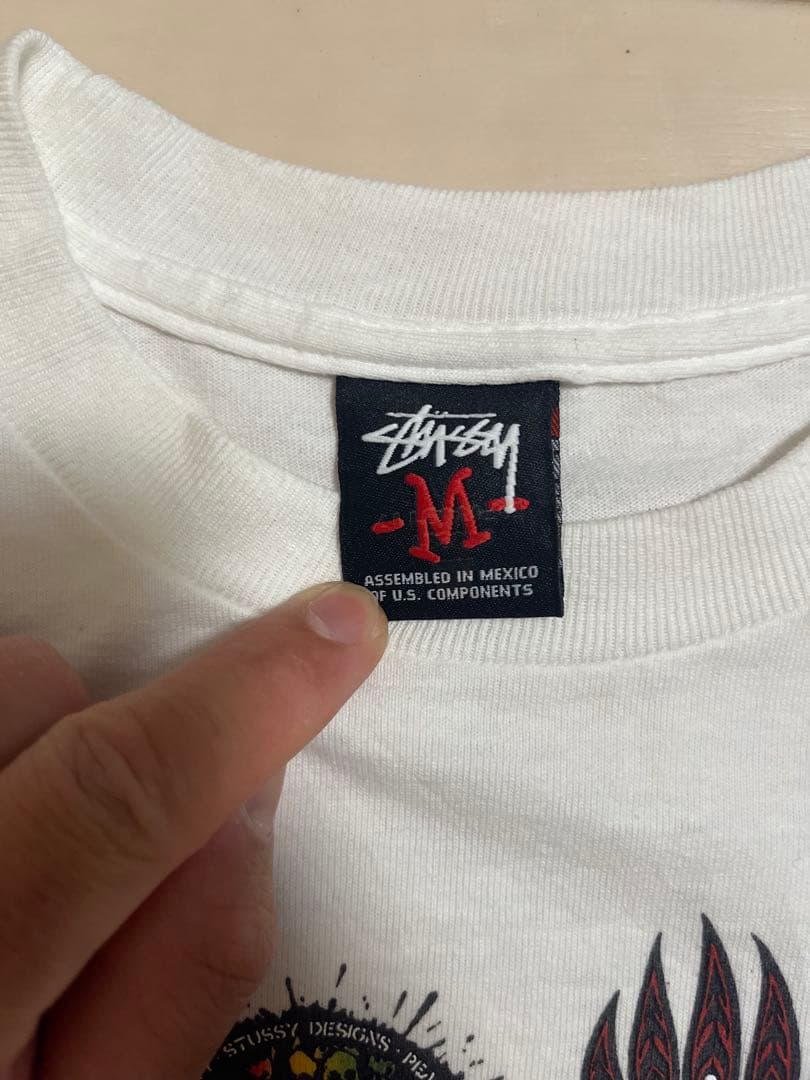 STÜSSY
-M-
ASSEMBLED IN MEXICO
OF U.S. COMPONENTS
STUSSY DESIGNS ·